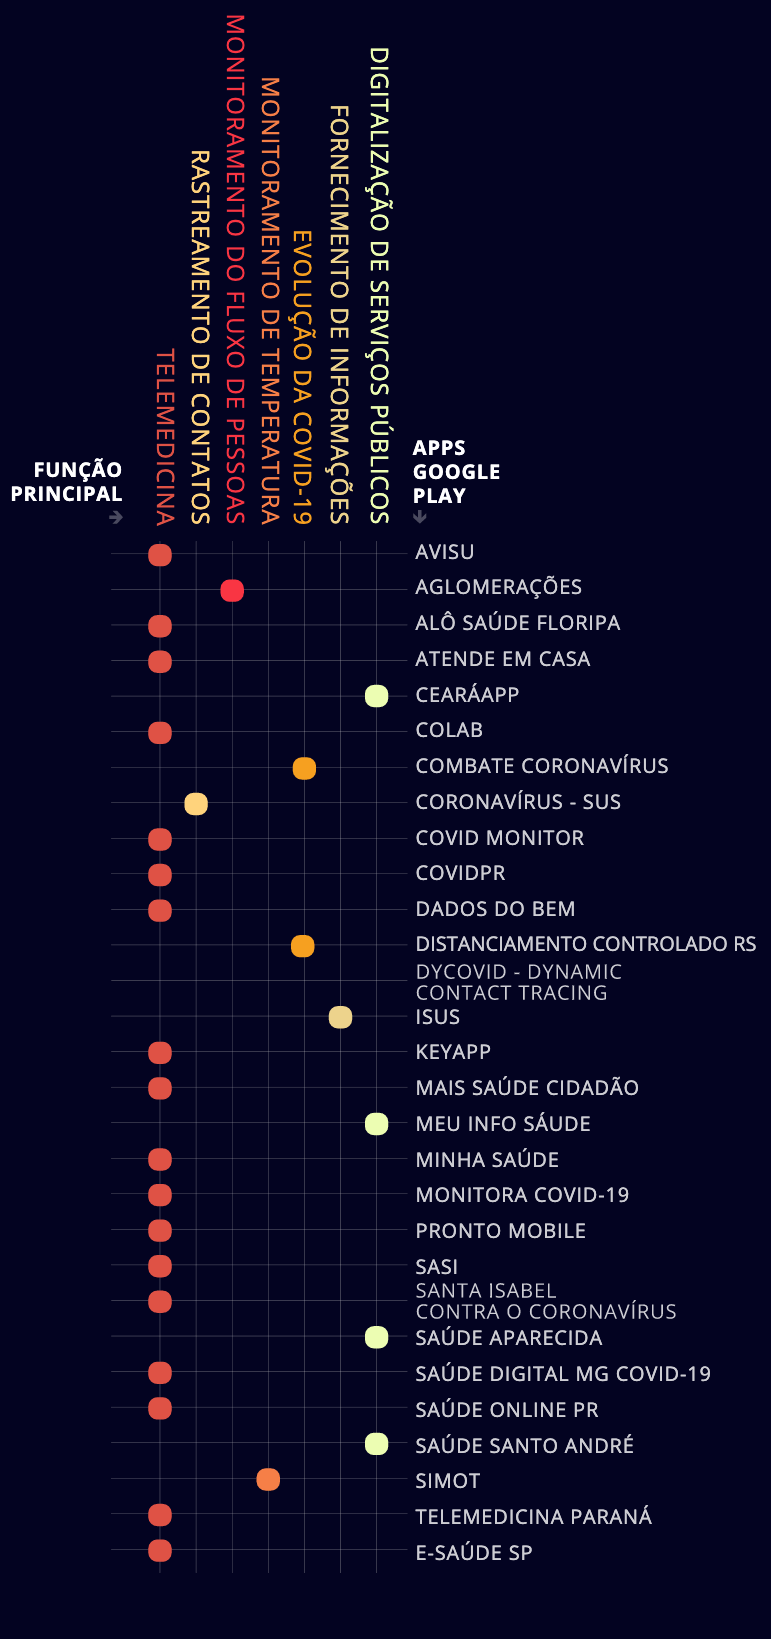 TELEMEDICINA
RASTREAMENTO DE CONTATOS
MONITORAMENTO DO FLUXO DE PESSOAS
MONITORAMENTO DE TEMPERATURA
EVOLUÇÃO DA COVID-19
FORNECIMENTO DE INFORMAÇÕES
DIGITALIZAÇÃO DE SERVIÇOS PÚBLICOS
FUNÇÃO
PRINCIPAL
APPS
GOOGLE
PLAY
AVISU
AGLOMERAÇÕES
ALÔ SAÚDE FLORIPA
ATENDE EM CASA
CEARÁAPP
COLAB
COMBATE CORONAVÍRUS
CORONAVÍRUS - SUS
COVID MONITOR
COVIDPR
DADOS DO BEM
DISTANCIAMENTO CONTROLADO RS
DYCOVID - DYNAMIC
CONTACT TRACING
ISUS
KEYAPP
MAIS SAÚDE CIDADÃO
MEU INFO SÁUDE
MINHA SAÚDE
MONITORA COVID-19
PRONTO MOBILE
SASI
SANTA ISABEL
CONTRA O CORONAVÍRUS
SAÚDE APARECIDA
SAÚDE DIGITAL MG COVID-19
SAÚDE ONLINE PR
SAÚDE SANTO ANDRÉ
SIMOT
TELEMEDICINA PARANÁ
E-SAÚDE SP